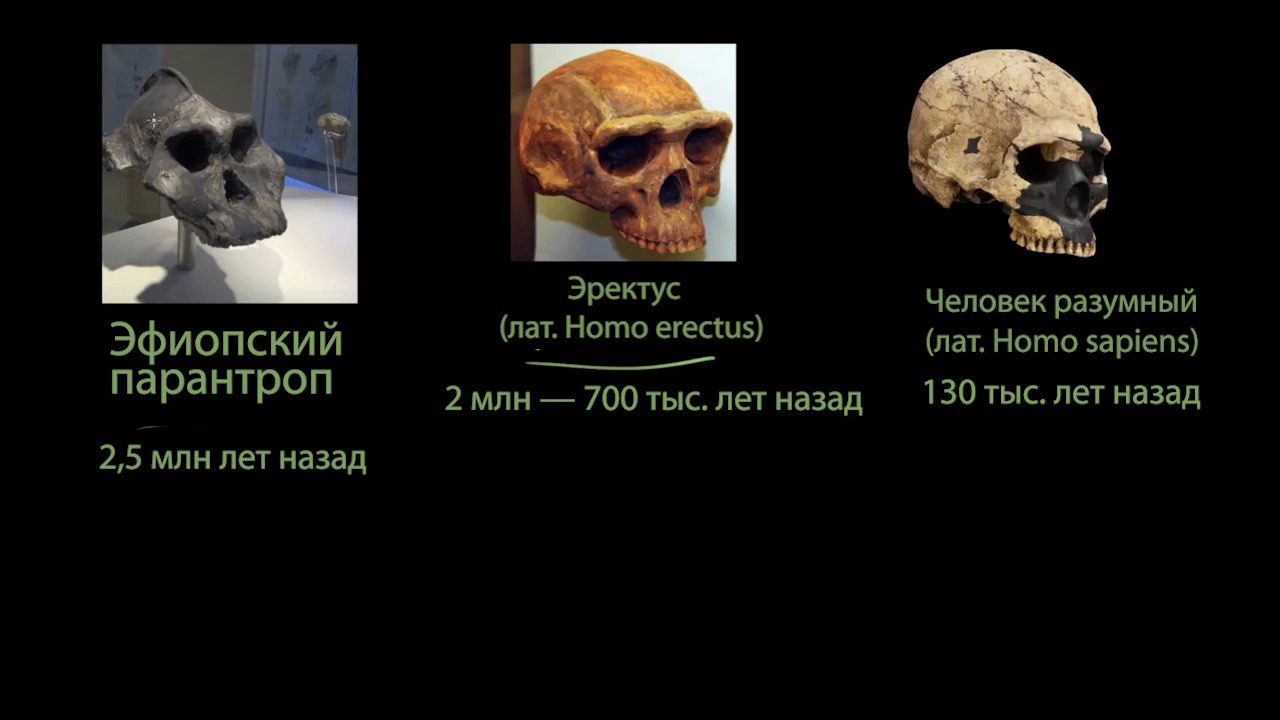 Эфиопский
парантроп
2,5 млн лет назад
Эректус
(лат. Homo erectus)
2 млн — 700 тыс. лет назад
Человек разумный
(лат. Homo sapiens)
130 тыс. лет назад